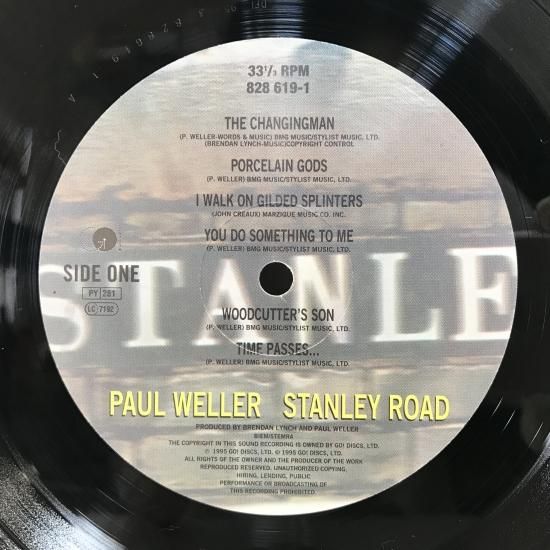 33⅓ RPM
828 619-1
THE CHANGINGMAN
(P. WELLER-WORDS & MUSIC) BMG MUSIC/STYLIST MUSIC, LTD.
(BRENDAN LYNCH-MUSIC)COPYRIGHT CONTROL
PORCELAIN GODS
(P. WELLER) BMG MUSIC/STYLIST MUSIC, LTD.
I WALK ON GILDED SPLINTERS
(JOHN CREAUX) MARZIQUE MUSIC CO. INC.
YOU DO SOMETHING TO ME
(P. WELLER) BMG MUSIC/STYLIST MUSIC, LTD.
SIDE ONE
PY 281
LC 7192
STANLE
WOODCUTTER'S SON
(P. WELLER) BMG MUSIC/STYLIST MUSIC, LTD.
TIME PASSES...
(P. WELLER) BMG MUSIC/STYLIST MUSIC, LTD.
PAUL WELLER STANLEY ROAD
PRODUCED BY BRENDAN LYNCH AND PAUL WELLER
BIEM/STEMRA
THE COPYRIGHT IN THIS SOUND RECORDING IS OWNED BY GO! DISCS, LTD.
℗ 1995 GO! DISCS, LTD. © 1995 GO! DISCS, LTD.
ALL RIGHTS OF THE OWNER AND THE PRODUCER OF THE WORK
REPRODUCED RESERVED. UNAUTHORIZED COPYING,
HIRING, LENDING, PUBLIC
PERFORMANCE OR BROADCASTING OF
THIS RECORDING PROHIBITED.